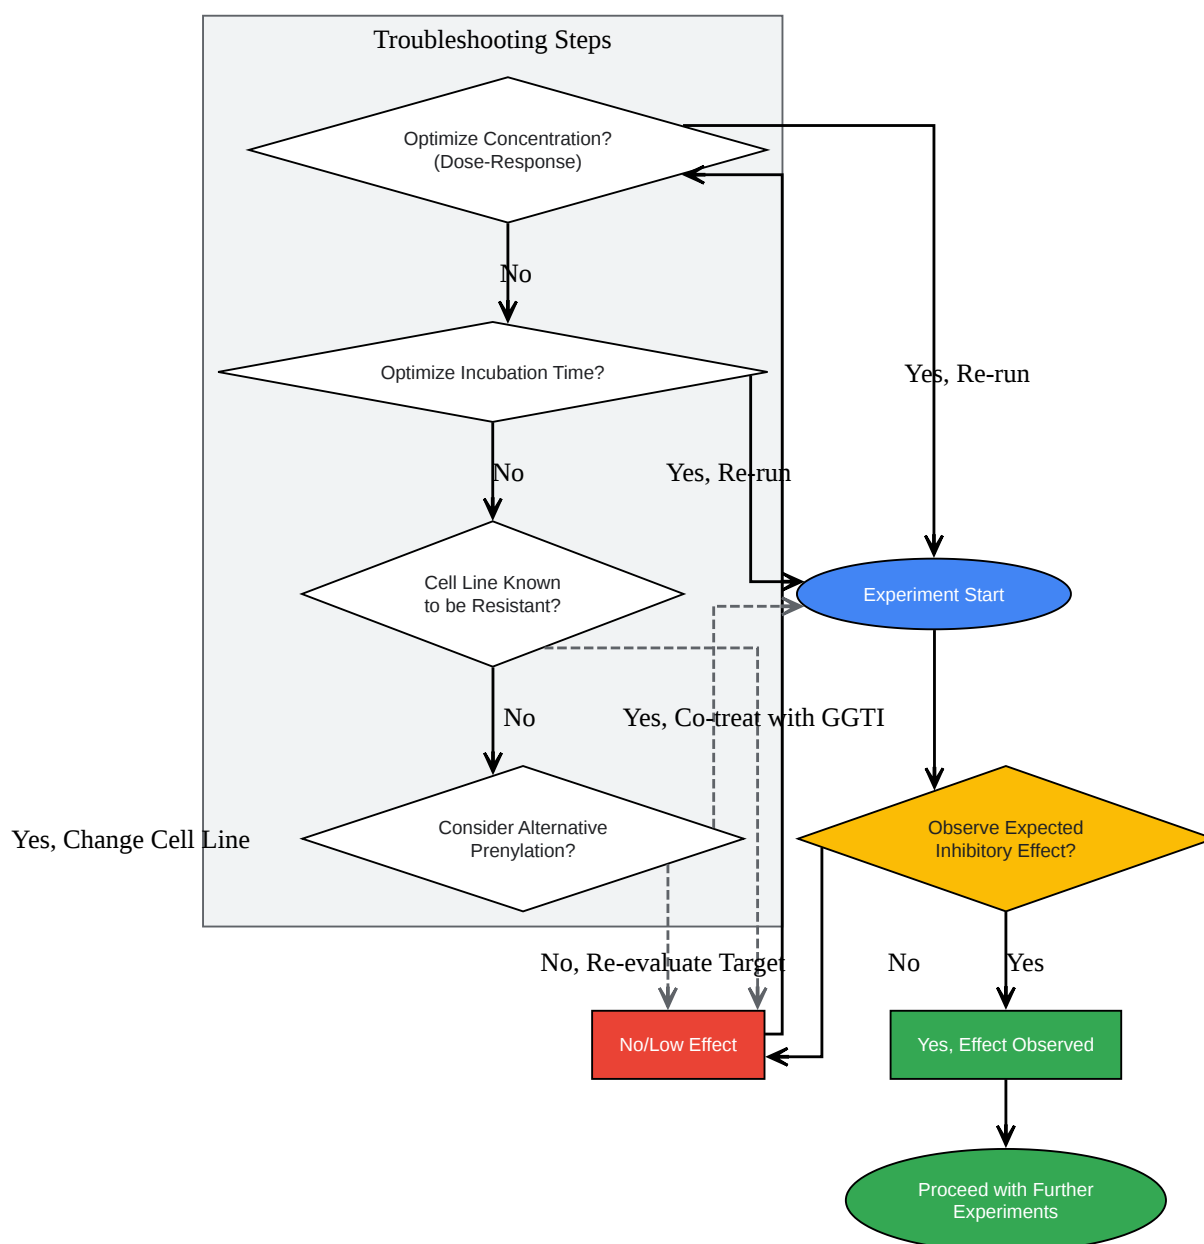 Troubleshooting Steps
Optimize Concentration?
(Dose-Response)
No
Optimize Incubation Time?
Yes, Re-run
No
Yes, Re-run
Cell Line Known
to be Resistant?
Experiment Start
No
Yes, Co-treat with GGTI
Yes, Change Cell Line
Consider Alternative
Prenylation?
Observe Expected
Inhibitory Effect?
No, Re-evaluate Target
No
Yes
No/Low Effect
Yes, Effect Observed
Proceed with Further
Experiments